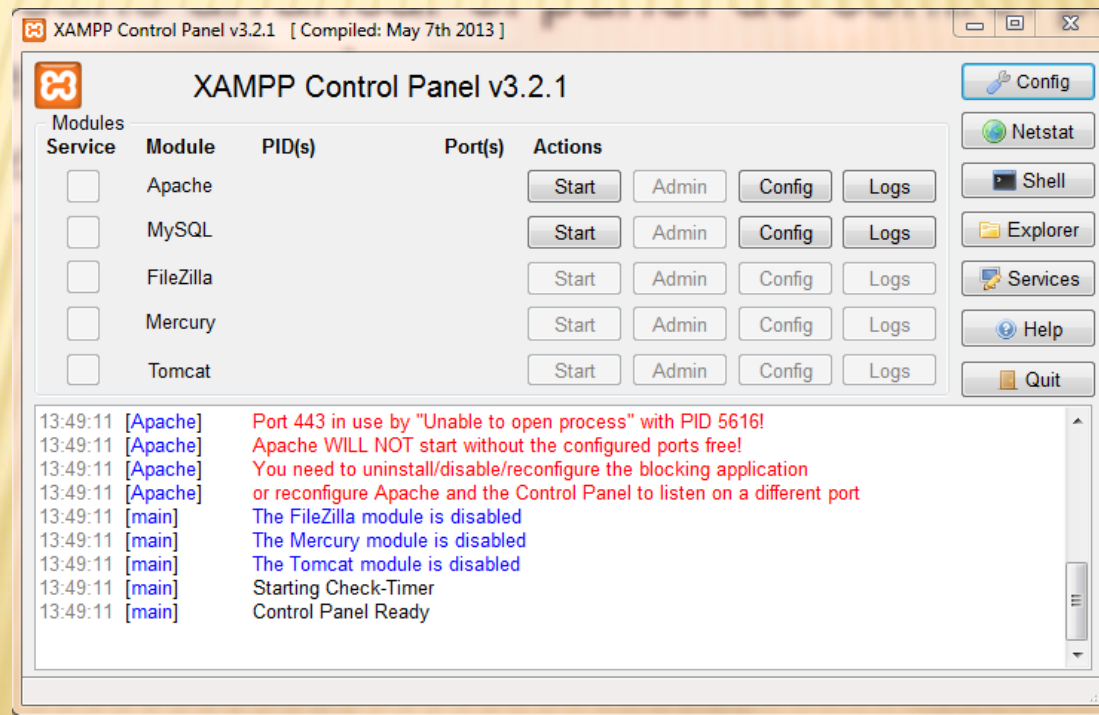 XAMPP Control Panel v3.2.1 [ Compiled: May 7th 2013 ]
XAMPP Control Panel v3.2.1
Config
Modules
Service Module PID(s) Port(s) Actions
Netstat
Apache Start Admin Config Logs
Shell
MySQL Start Admin Config Logs
Explorer
FileZilla Start Admin Config Logs
Services
Mercury Start Admin Config Logs
Help
Tomcat Start Admin Config Logs
Quit
13:49:11 [Apache] Port 443 in use by "Unable to open process" with PID 5616!
13:49:11 [Apache] Apache WILL NOT start without the configured ports free!
13:49:11 [Apache] You need to uninstall/disable/reconfigure the blocking application
13:49:11 [Apache] or reconfigure Apache and the Control Panel to listen on a different port
13:49:11 [main] The FileZilla module is disabled
13:49:11 [main] The Mercury module is disabled
13:49:11 [main] The Tomcat module is disabled
13:49:11 [main] Starting Check-Timer
13:49:11 [main] Control Panel Ready